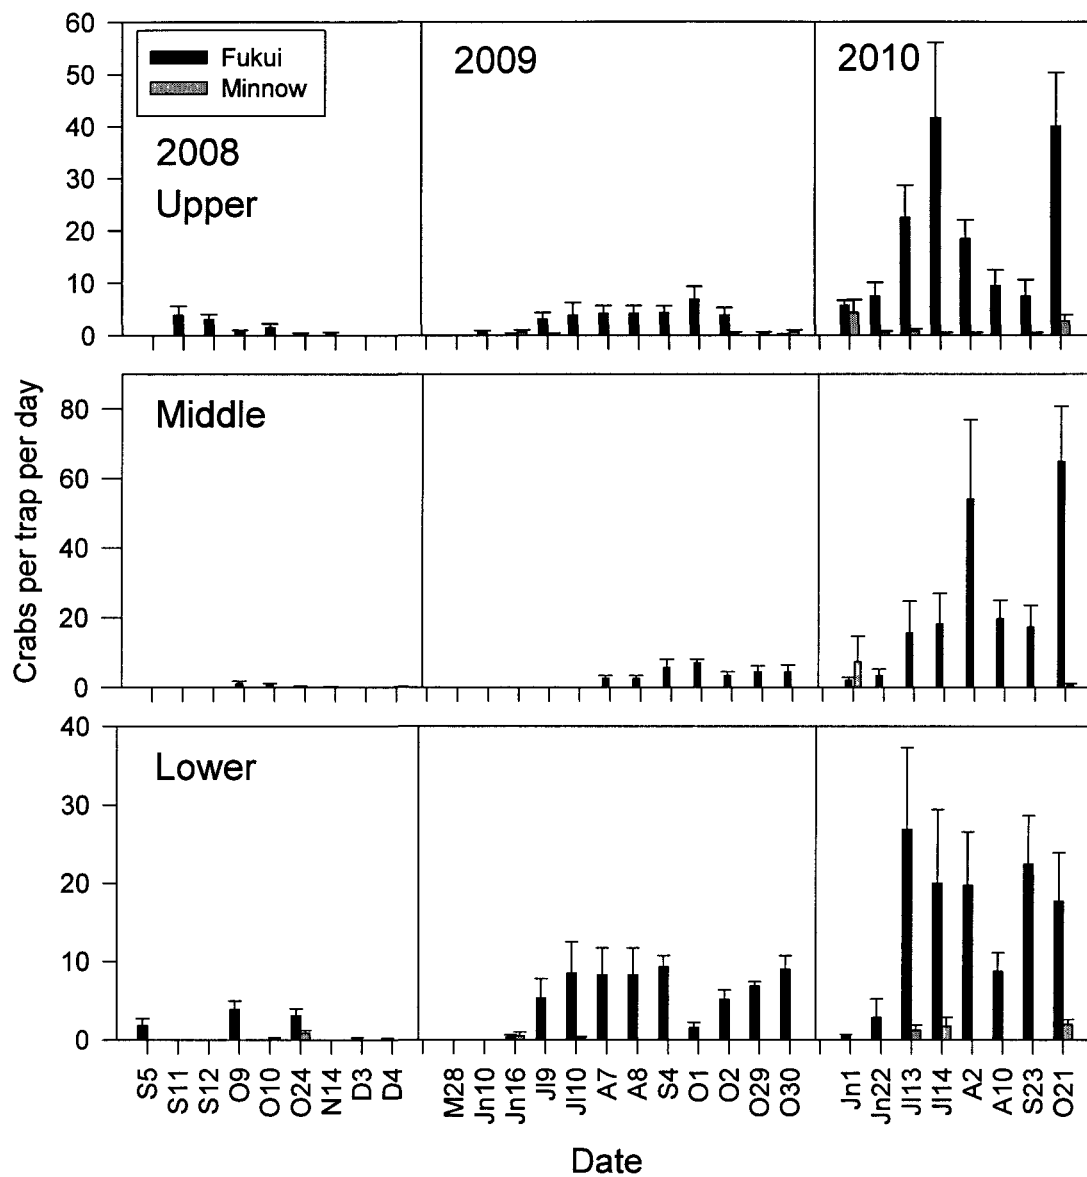 60
50
40
30
20
10
0
Fukui
Minnow
2008
Upper
2009
2010
80
60
40
20
0
Middle
Crabs per trap per day
40
30
20
10
0
Lower
S5
S11
S12
O9
O10
O24
N14
D3
D4
M28
Jn10
Jn16
Jl9
Jl10
A7
A8
S4
O1
O2
O29
O30
Jn1
Jn22
Jl13
Jl14
A2
A10
S23
O21
Date